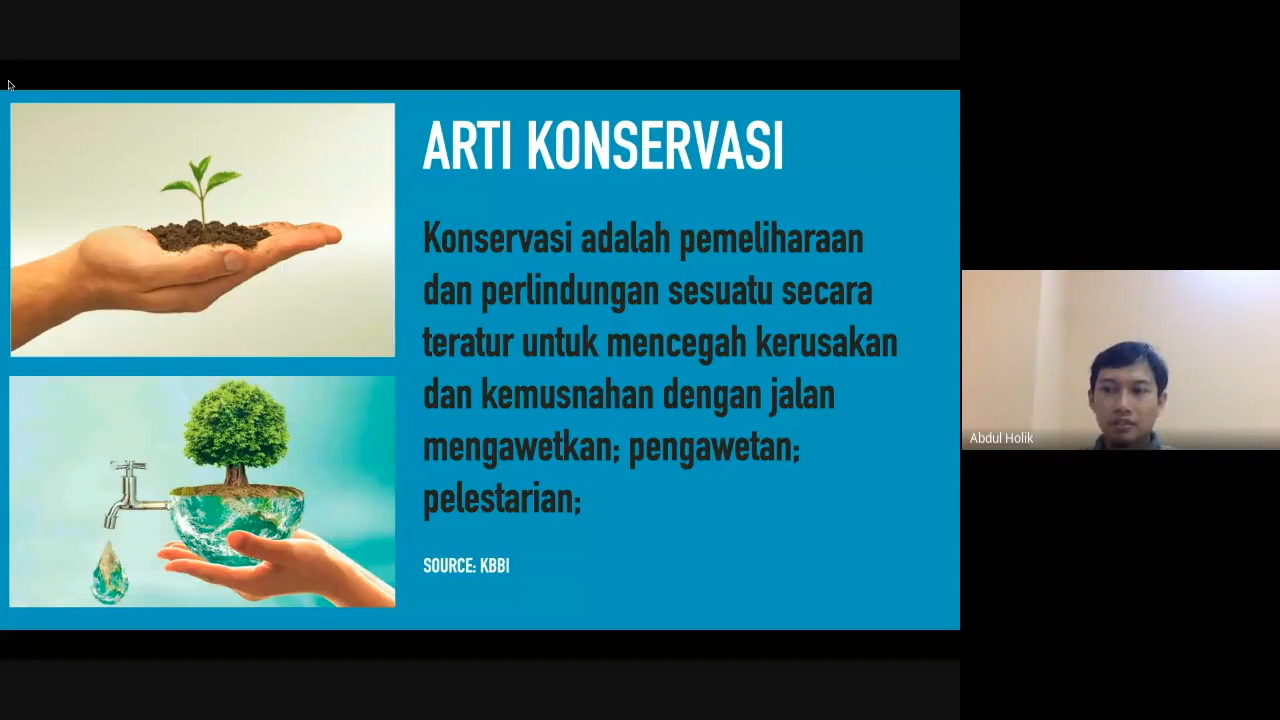 ARTI KONSERVASI
Konservasi adalah pemeliharaan
dan perlindungan sesuatu secara
teratur untuk mencegah kerusakan
dan kemusnahan dengan jalan
mengawetkan; pengawetan;
pelestarian;
SOURCE: KBBI
Abdul Holik